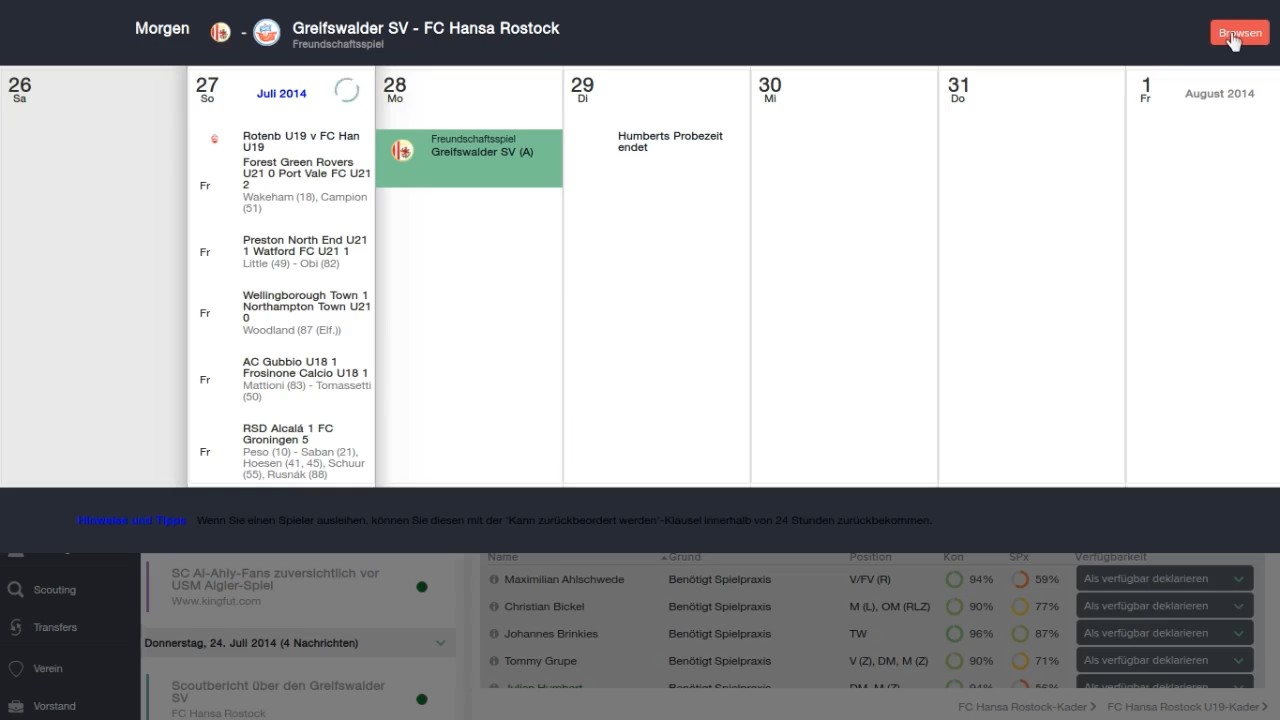 Morgen
-
Greifswalder SV - FC Hansa Rostock
Freundschaftsspiel
Browsen
26
Sa
27
So
Juli 2014
Rotenb U19 v FC Han
U19
Fr
Forest Green Rovers
U21 0 Port Vale FC U21
2
Wakeham (18), Campion
(51)
Fr
Preston North End U21
1 Watford FC U21 1
Little (49) - Obi (82)
Fr
Wellingborough Town 1
Northampton Town U21
0
Woodland (87 (Elf.))
Fr
AC Gubbio U18 1
Frosinone Calcio U18 1
Mattioni (83) - Tomassetti
(50)
Fr
RSD Alcalá 1 FC
Groningen 5
Peso (10) - Saban (21),
Hoesen (41, 45), Schuur
(55), Rusnák (88)
28
Mo
Freundschaftsspiel
Greifswalder SV (A)
29
Di
Humberts Probezeit
endet
30
Mi
31
Do
1
Fr
August 2014
Hinweise und Tipps
Wenn Sie einen Spieler ausleihen, können Sie diesen mit der 'Kann zurückbeordert werden'-Klausel innerhalb von 24 Stunden zurückbekommen.
Scouting
Transfers
Verein
Vorstand
SC Al-Ahly-Fans zuversichtlich vor
USM Algier-Spiel
Www.kingfut.com
Donnerstag, 24. Juli 2014 (4 Nachrichten)
Scoutbericht über den Greifswalder
SV
FC Hansa Rostock
Name Grund Position Kon SPx Verfügbarkeit
Maximilian Ahlschwede Benötigt Spielpraxis V/FV (R) 94% 59% Als verfügbar deklarieren
Christian Bickel Benötigt Spielpraxis M (L), OM (RLZ) 90% 77% Als verfügbar deklarieren
Johannes Brinkies Benötigt Spielpraxis TW 96% 87% Als verfügbar deklarieren
Tommy Grupe Benötigt Spielpraxis V (Z), DM, M (Z) 90% 71% Als verfügbar deklarieren
Julian Humbert Benötigt Spielpraxis DM, M (Z) 94% 56% Als verfügbar deklarieren
FC Hansa Rostock-Kader FC Hansa Rostock U19-Kader